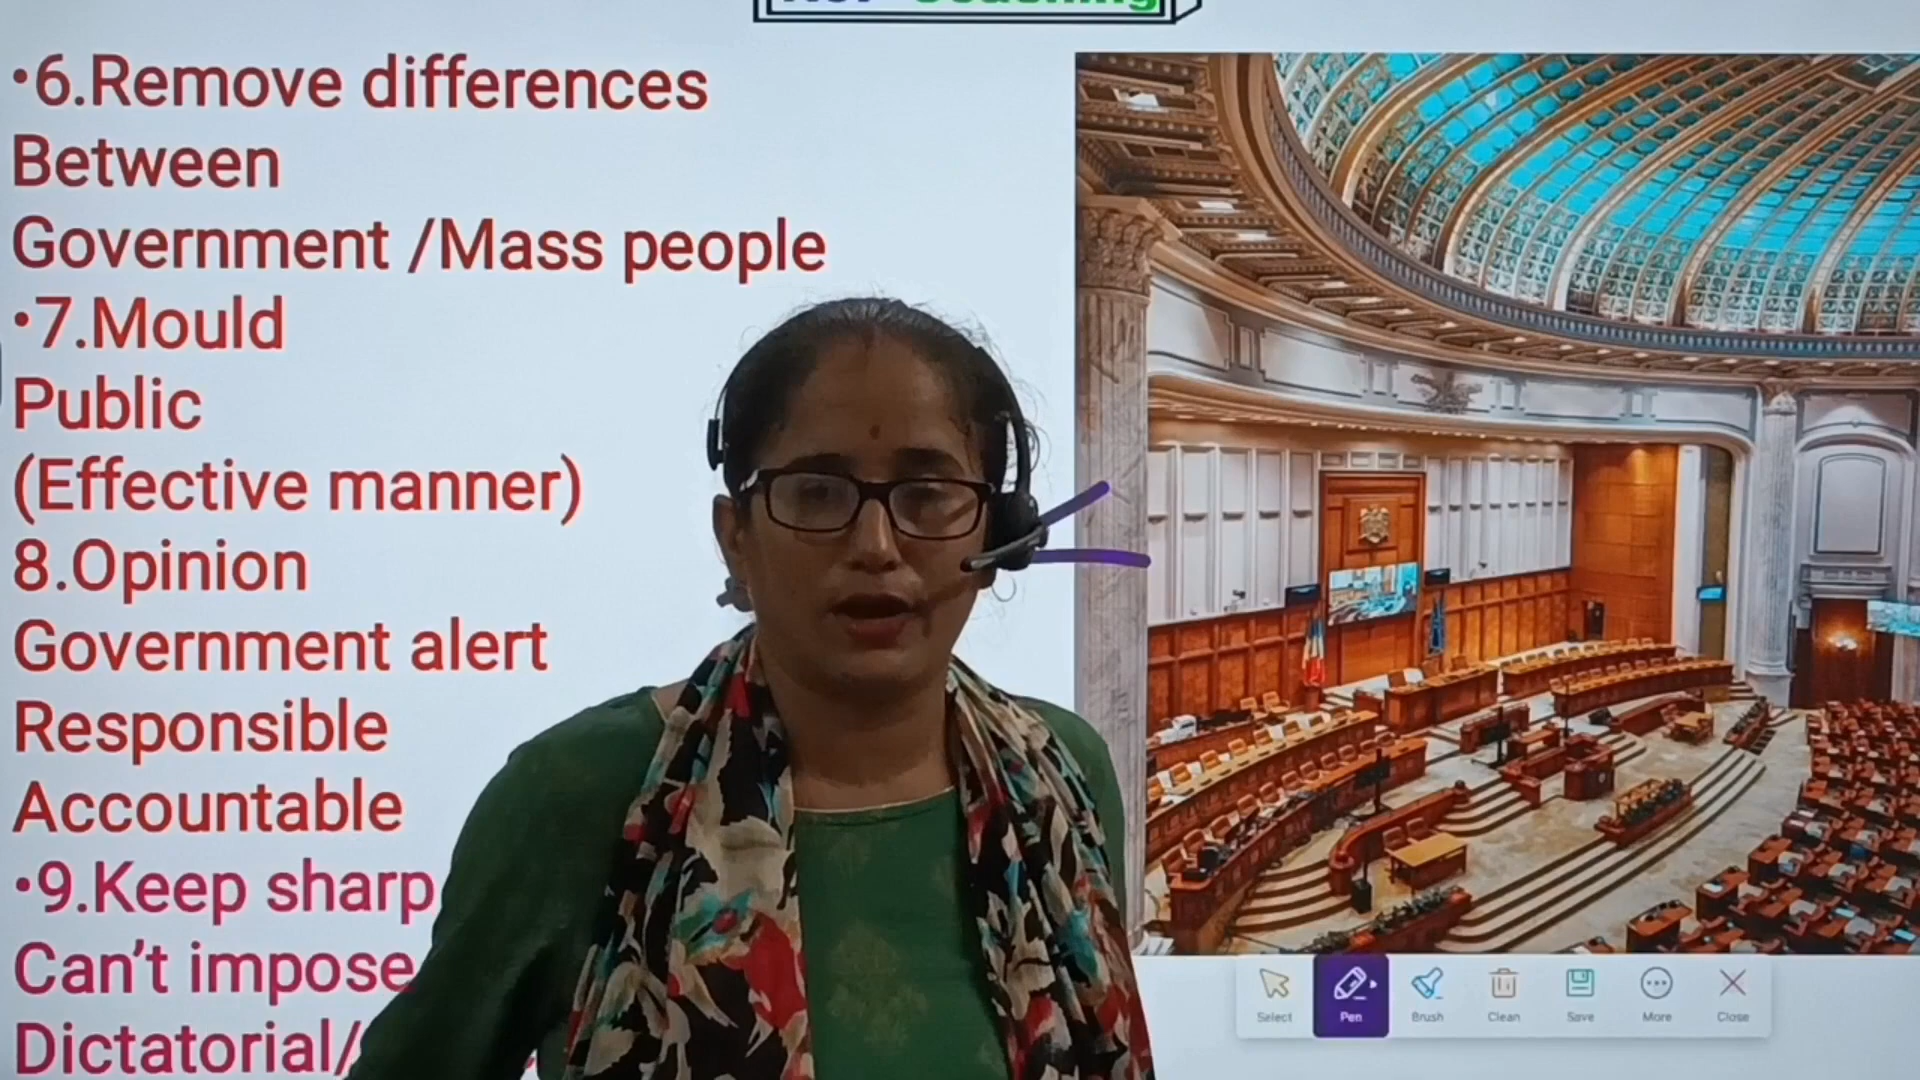 Coaching
•6.Remove differences
Between
Government /Mass people
•7.Mould
Public
(Effective manner)
8.Opinion
Government alert
Responsible
Accountable
•9.Keep sharp
Can’t impose
Dictatorial/
Select
Pen
Brush
Clean
Save
More
Close